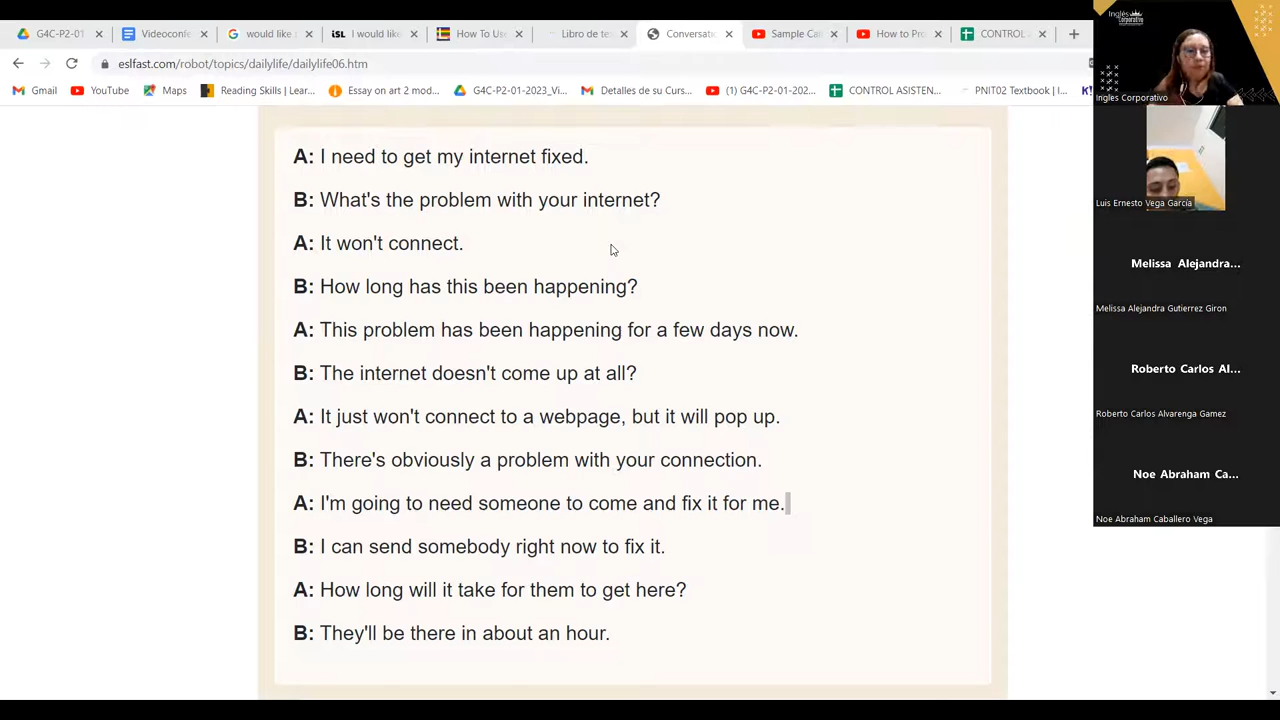 G4C-P2-01
Videoconfe
would like s
I would like
How To Use
Libro de te
Conversatio
Sample Cal
How to Pro
CONTROL A
eslfast.com/robot/topics/dailylife/dailylife06.htm
Gmail
YouTube
Maps
Reading Skills | Lear...
Essay on art 2 mod...
G4C-P2-01-2023_Vi...
Detalles de su Curs...
(1) G4C-P2-01-202...
CONTROL ASISTEN...
PNIT02 Textbook | I...
A: I need to get my internet fixed.
B: What's the problem with your internet?
A: It won't connect.
B: How long has this been happening?
A: This problem has been happening for a few days now.
B: The internet doesn't come up at all?
A: It just won't connect to a webpage, but it will pop up.
B: There's obviously a problem with your connection.
A: I'm going to need someone to come and fix it for me.
B: I can send somebody right now to fix it.
A: How long will it take for them to get here?
B: They'll be there in about an hour.
Inglés
Corporativo
Ingles Corporativo
Luis Ernesto Vega García
Melissa Alejandra...
Melissa Alejandra Gutierrez Giron
Roberto Carlos Al...
Roberto Carlos Alvarenga Gamez
Noe Abraham Ca...
Noe Abraham Caballero Vega